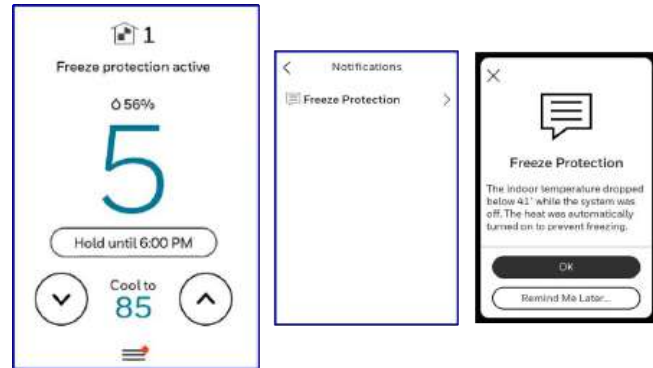 1
Freeze protection active
56%
5
Hold until 6:00 PM
Cool to
85
Notifications
Freeze Protection
Freeze Protection
The indoor temperature dropped
below 41° while the system was
off. The heat was automatically
turned on to prevent freezing.
OK
Remind Me Later...